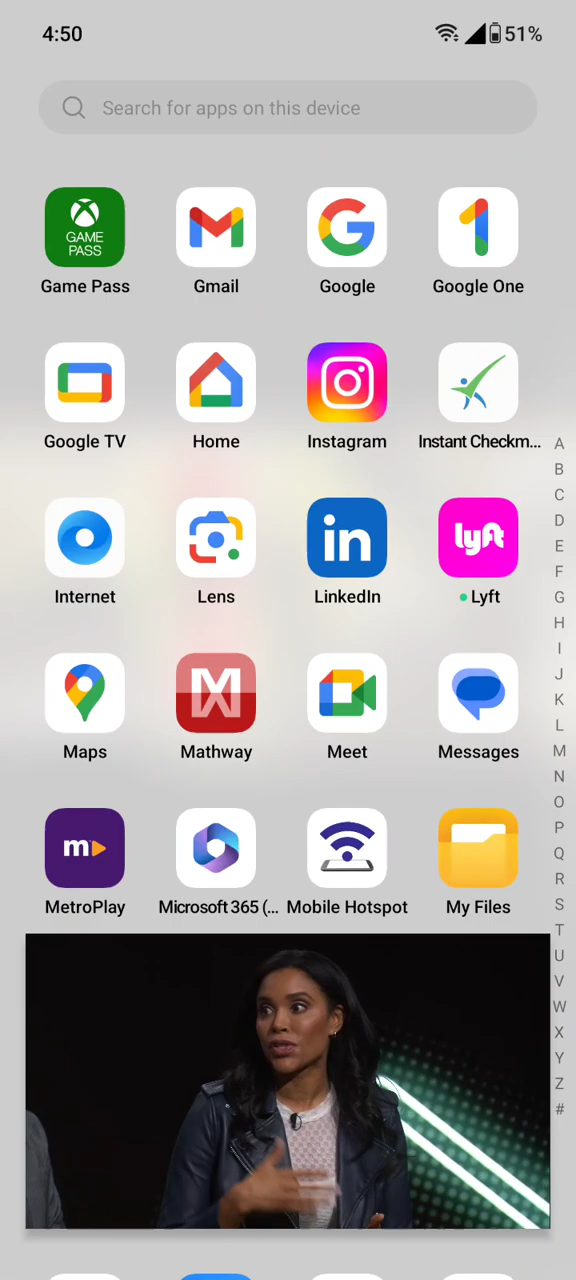 4:50 51%
Search for apps on this device
GAME PASS
Game Pass Gmail Google Google One
Google TV Home Instagram Instant Checkm...
in lyft
Internet Lens LinkedIn Lyft
Maps Mathway Meet Messages
m
MetroPlay Microsoft 365 (... Mobile Hotspot My Files
A
B
C
D
E
F
G
H
I
J
K
L
M
N
O
P
Q
R
S
T
U
V
W
X
Y
Z
#